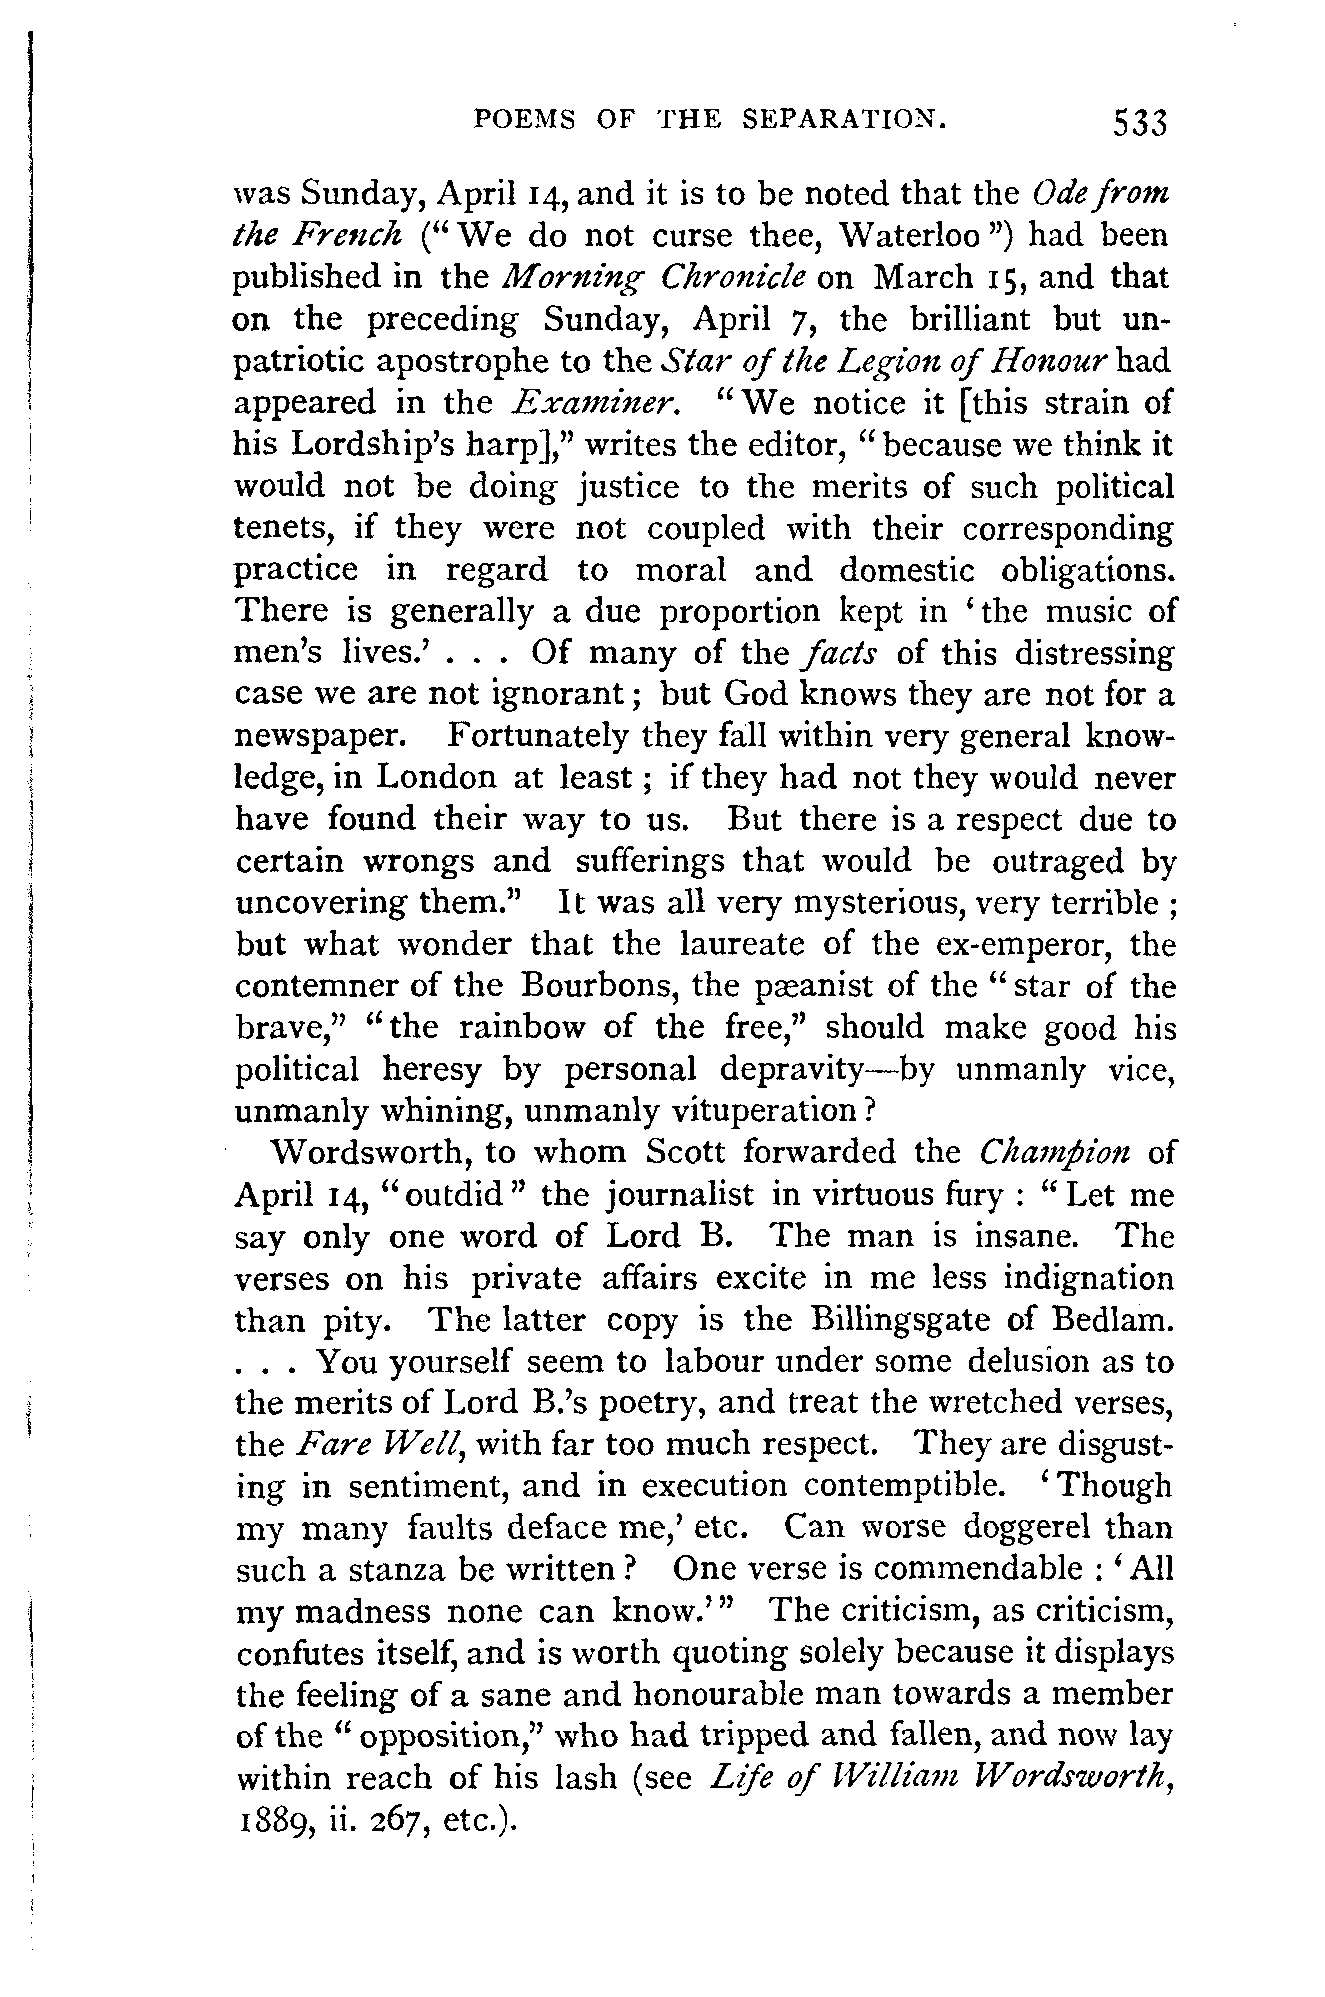 POEMS OF THE SEPARATION. 533
was Sunday, April 14, and it is to be noted that the Ode from
the French (“We do not curse thee, Waterloo”) had been
published in the Morning Chronicle on March 15, and that
on the preceding Sunday, April 7, the brilliant but un-
patriotic apostrophe to the Star of the Legion of Honour had
appeared in the Examiner. “We notice it [this strain of
his Lordship’s harp],” writes the editor, “because we think it
would not be doing justice to the merits of such political
tenets, if they were not coupled with their corresponding
practice in regard to moral and domestic obligations.
There is generally a due proportion kept in ‘the music of
men’s lives.’ . . . Of many of the facts of this distressing
case we are not ignorant; but God knows they are not for a
newspaper. Fortunately they fall within very general know-
ledge, in London at least; if they had not they would never
have found their way to us. But there is a respect due to
certain wrongs and sufferings that would be outraged by
uncovering them.” It was all very mysterious, very terrible;
but what wonder that the laureate of the ex-emperor, the
contemner of the Bourbons, the pæanist of the “star of the
brave,” “the rainbow of the free,” should make good his
political heresy by personal depravity—by unmanly vice,
unmanly whining, unmanly vituperation?
Wordsworth, to whom Scott forwarded the Champion of
April 14, “outdid” the journalist in virtuous fury: “Let me
say only one word of Lord B. The man is insane. The
verses on his private affairs excite in me less indignation
than pity. The latter copy is the Billingsgate of Bedlam.
. . . You yourself seem to labour under some delusion as to
the merits of Lord B.’s poetry, and treat the wretched verses,
the Fare Well, with far too much respect. They are disgust-
ing in sentiment, and in execution contemptible. ‘Though
my many faults deface me,’ etc. Can worse doggerel than
such a stanza be written? One verse is commendable: ‘All
my madness none can know.’” The criticism, as criticism,
confutes itself, and is worth quoting solely because it displays
the feeling of a sane and honourable man towards a member
of the “opposition,” who had tripped and fallen, and now lay
within reach of his lash (see Life of William Wordsworth,
1889, ii. 267, etc.).